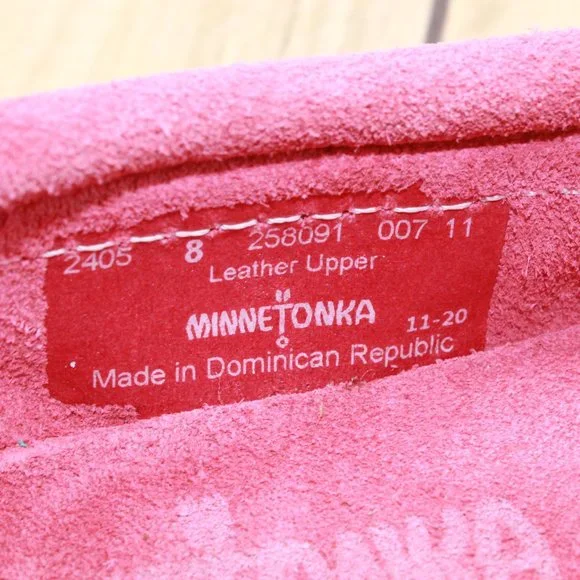 2405 8 258091 007 11
Leather Upper
MINNETONKA 11-20
Made in Dominican Republic